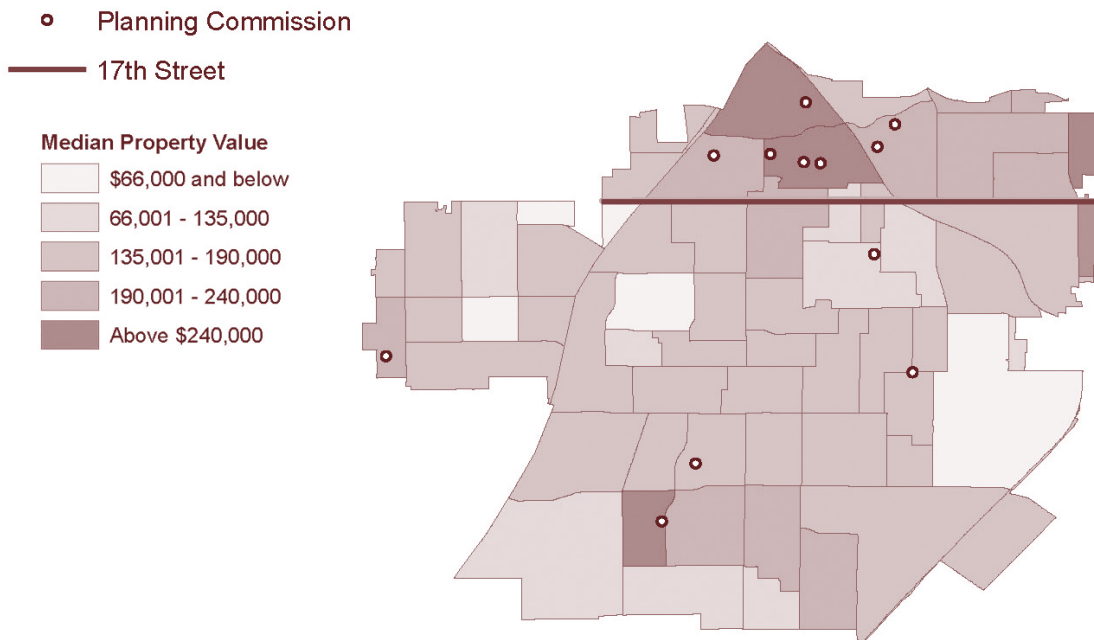 Planning Commission
17th Street
Median Property Value
$66,000 and below
66,001 - 135,000
135,001 - 190,000
190,001 - 240,000
Above $240,000